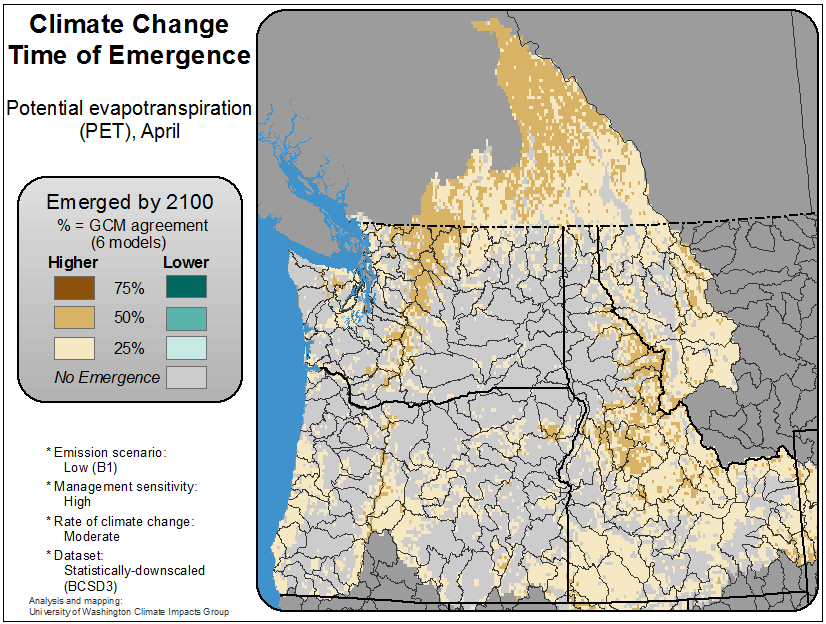 Climate Change
Time of Emergence
Potential evapotranspiration
(PET), April
Emerged by 2100
% = GCM agreement
(6 models)
Higher Lower
75%
50%
25%
No Emergence
* Emission scenario:
Low (B1)
* Management sensitivity:
High
* Rate of climate change:
Moderate
* Dataset:
Statistically-downscaled
(BCSD3)
Analysis and mapping:
University of Washington Climate Impacts Group